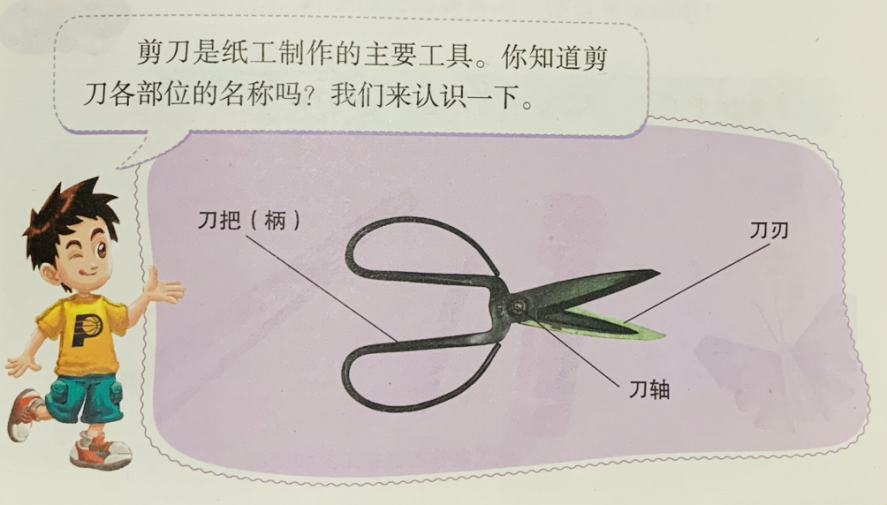 剪刀是纸工制作的主要工具。你知道剪
刀各部位的名称吗？我们来认识一下。
刀把（柄）
刀刃
刀轴
P